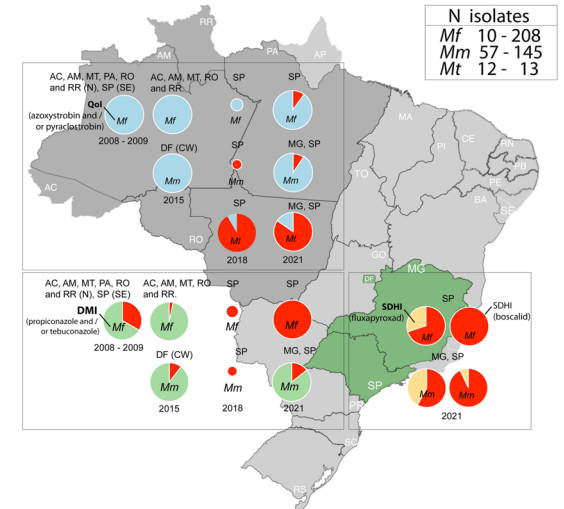 N isolates
Mf 10 - 208
Mm 57 - 145
Mt 12 - 13
RR
AP
AM
PA
AC, AM, MT, PA, RO
and RR (N), SP (SE)
AC, AM, MT, RO
and RR
SP
SP
QoI
(azoxystrobin and /
or pyraclostrobin)
Mf
Mf
Mf
Mf
2008 - 2009
DF (CW)
SP
MG, SP
Mm
Mm
Mm
2015
SP
MG, SP
Mt
Mt
2018
2021
MA
CE
RN
PI
PB
PE
TO
BA
SE
AC
RO
GO
DF
MG
AC, AM, MT, PA, RO
and RR (N), SP (SE)
AC, AM, MT, RO
and RR.
SP
SP
DMI
(propiconazole and /
or tebuconazole)
Mf
Mf
Mf
Mf
2008 - 2009
DF (CW)
SP
MG, SP
Mm
Mm
Mm
2015
2018
2021
SP
SDHI
(fluxapyroxad)
SDHI
(boscalid)
Mf
Mf
MG, SP
Mm
Mm
2021
SP
PR
SC
RS